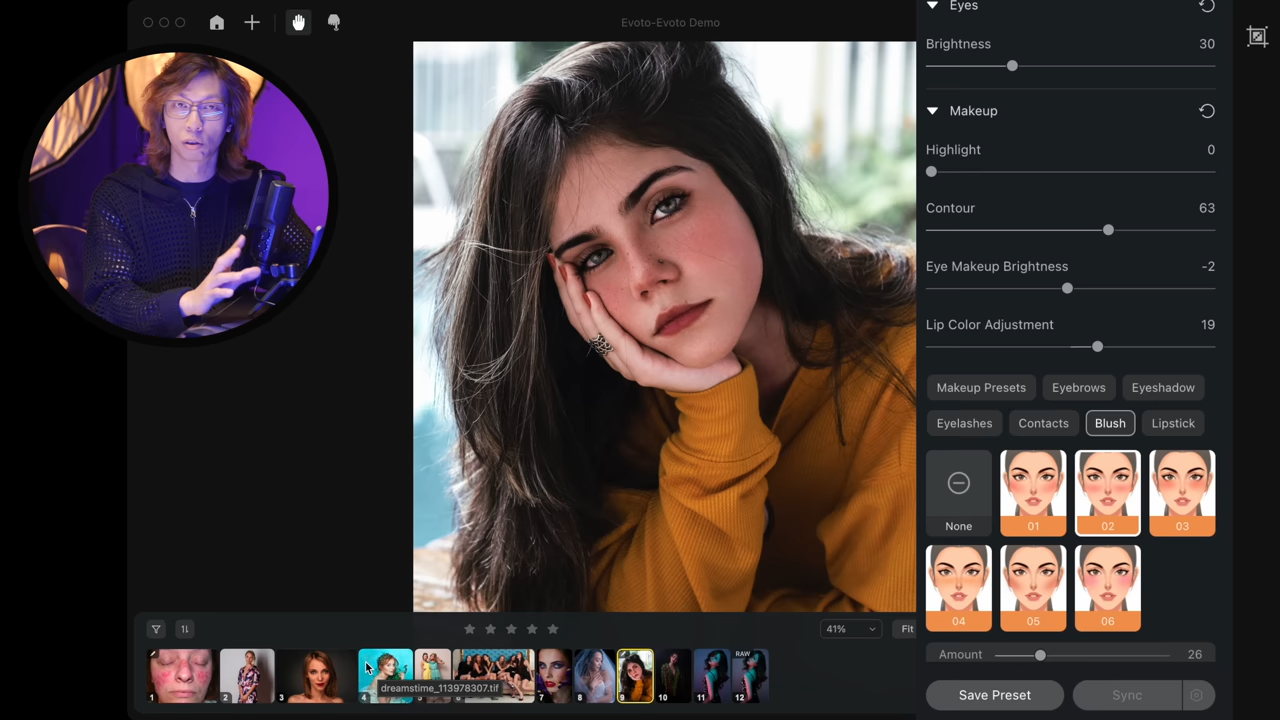 Evoto-Evoto Demo
Eyes
Brightness 30
Makeup
Highlight 0
Contour 63
Eye Makeup Brightness -2
Lip Color Adjustment 19
Makeup Presets Eyebrows Eyeshadow
Eyelashes Contacts Blush Lipstick
None 01 02 03
04 05 06
Amount 26
Save Preset Sync
41% Fit
RAW
dreamstime_113978307.tif
1 2 3 4 7 8 9 10 11 12